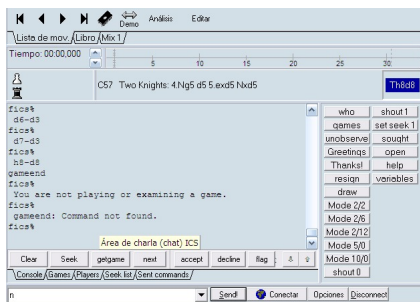 Demo Análisis Editar
Lista de mov. Libro Mix 1
Tiempo: 00:00,000
5 10 15 20 25 30
C57 Two Knights: 4.Ng5 d5 5.exd5 Nxd5
Th8d8
fics%
d6-d3
fics%
d7-d3
fics%
h8-d8
gameend
fics%
You are not playing or examining a game.
fics%
gameend: Command not found.
fics%
Área de charla (chat) ICS
who shout 1
games set seek 1
unobserve sought
Greetings open
Thanks! help
resign variables
draw
Mode 2/2
Mode 2/6
Mode 2/12
Mode 5/0
Mode 10/0
shout 0
Clear Seek getgame next accept decline flag
Console Games Players Seek list Sent commands
n Send! Conectar Opciones Disconnect